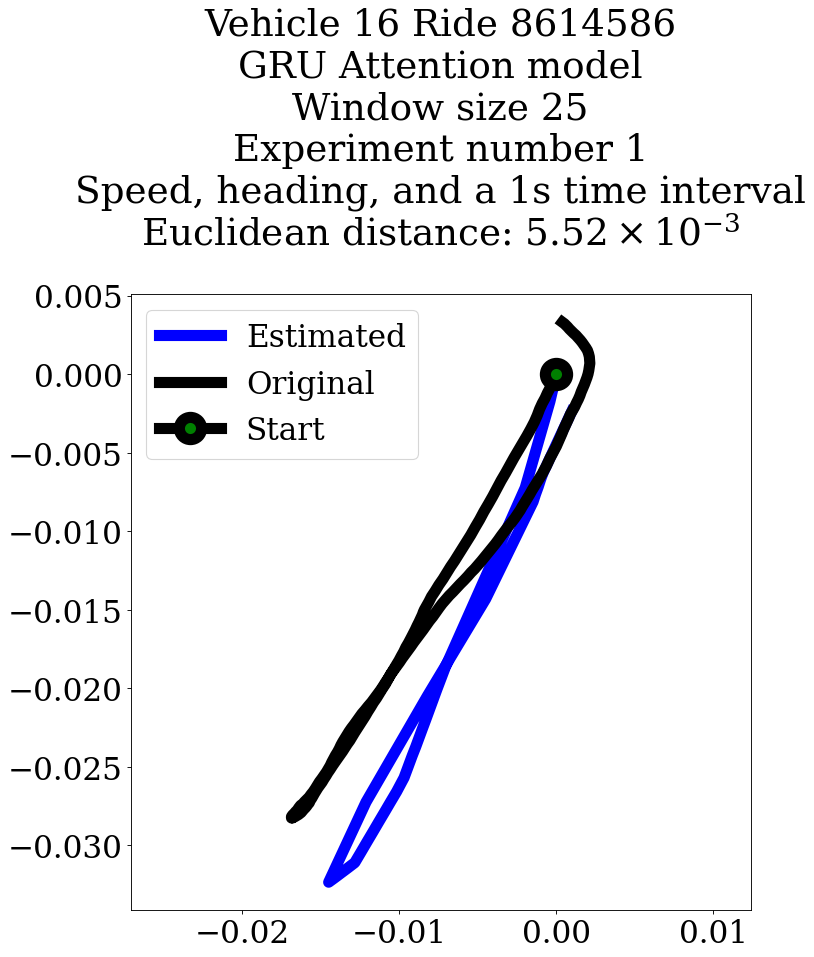 Vehicle 16 Ride 8614586
GRU Attention model
Window size 25
Experiment number 1
Speed, heading, and a 1s time interval
Euclidean distance: 5.52 × 10⁻³
0.005
0.000
−0.005
−0.010
−0.015
−0.020
−0.025
−0.030
Estimated
Original
Start
−0.02
−0.01
0.00
0.01